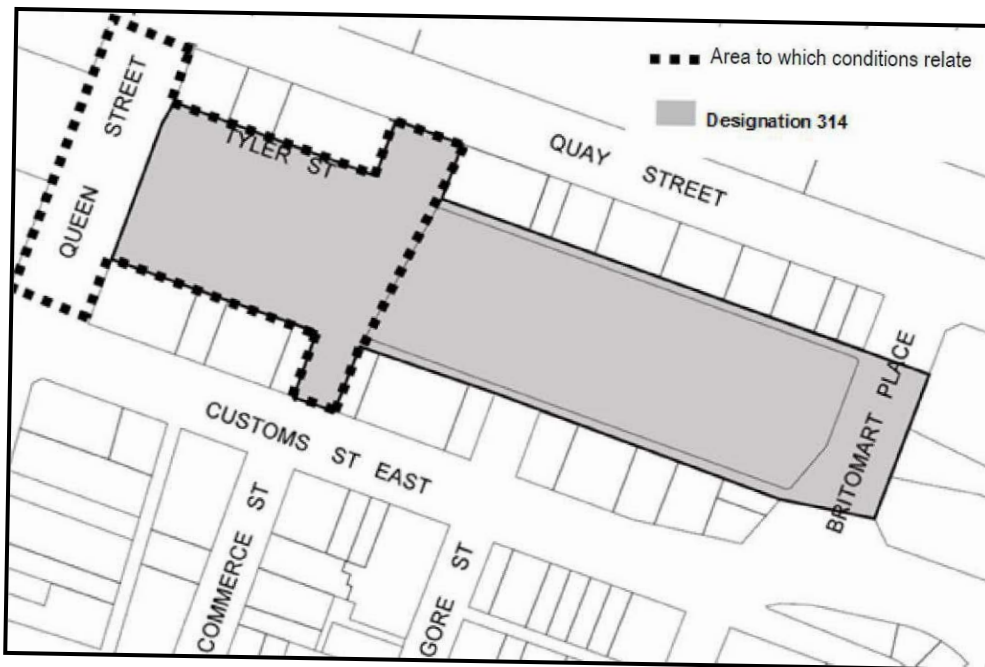 Area to which conditions relate
Designation 314
QUEEN STREET
TYLER ST
QUAY STREET
BRITOMART PLACE
CUSTOMS ST EAST
COMMERCE ST
GORE ST